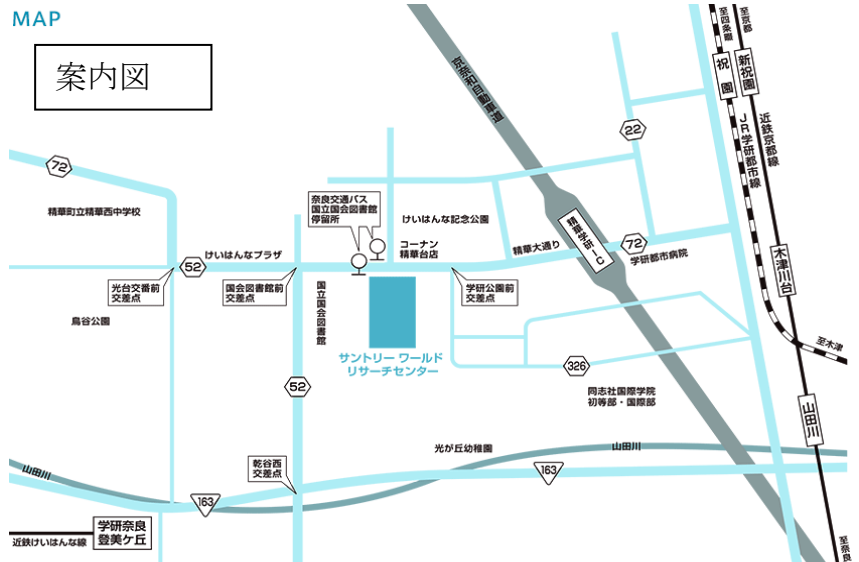 MAP
案内図
至四條畷
至京都
祝園
新祝園
京奈和自動車道
JR学研都市線
近鉄京都線
22
72
精華町立精華西中学校
奈良交通バス
国立国会図書館
停留所
けいはんな記念公園
精華学研IC
けいはんなプラザ
コーナン
精華台店
精華大通り
72
学研都市病院
木津川台
52
光台交番前
交差点
国会図書館前
交差点
学研公園前
交差点
鳥谷公園
国立国会図書館
サントリー ワールド
リサーチセンター
至木津
326
52
同志社国際学院
初等部・国際部
山田川
光が丘幼稚園
山田川
乾谷西
交差点
山田川
163
163
学研奈良
登美ケ丘
近鉄けいはんな線
至奈良